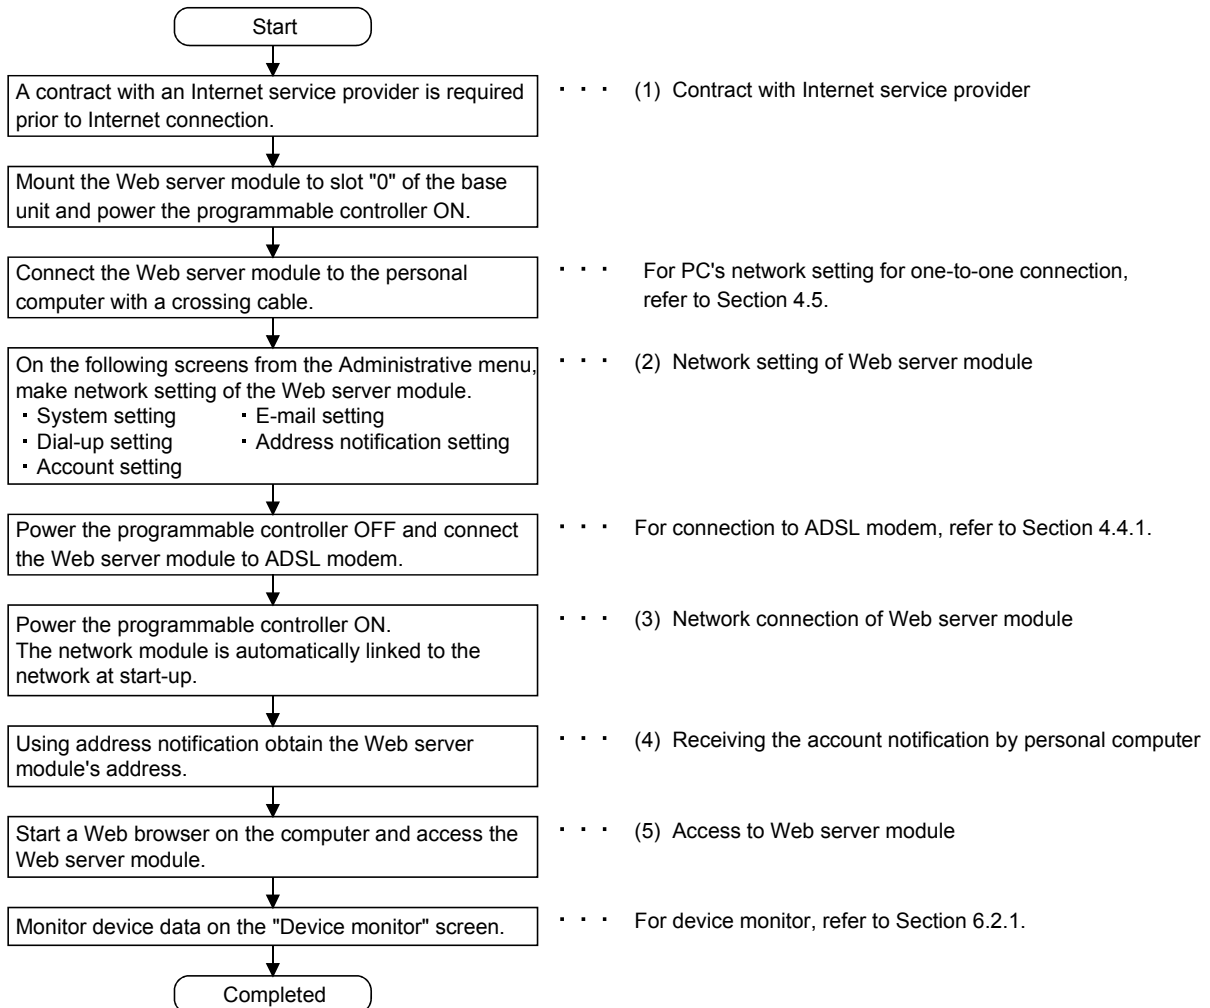 Start
A contract with an Internet service provider is required
prior to Internet connection.
· · · (1) Contract with Internet service provider
Mount the Web server module to slot "0" of the base
unit and power the programmable controller ON.
Connect the Web server module to the personal
computer with a crossing cable.
· · · For PC's network setting for one-to-one connection,
refer to Section 4.5.
On the following screens from the Administrative menu,
make network setting of the Web server module.
· System setting · E-mail setting
· Dial-up setting · Address notification setting
· Account setting
· · · (2) Network setting of Web server module
Power the programmable controller OFF and connect
the Web server module to ADSL modem.
· · · For connection to ADSL modem, refer to Section 4.4.1.
Power the programmable controller ON.
The network module is automatically linked to the
network at start-up.
· · · (3) Network connection of Web server module
Using address notification obtain the Web server
module's address.
· · · (4) Receiving the account notification by personal computer
Start a Web browser on the computer and access the
Web server module.
· · · (5) Access to Web server module
Monitor device data on the "Device monitor" screen.
· · · For device monitor, refer to Section 6.2.1.
Completed